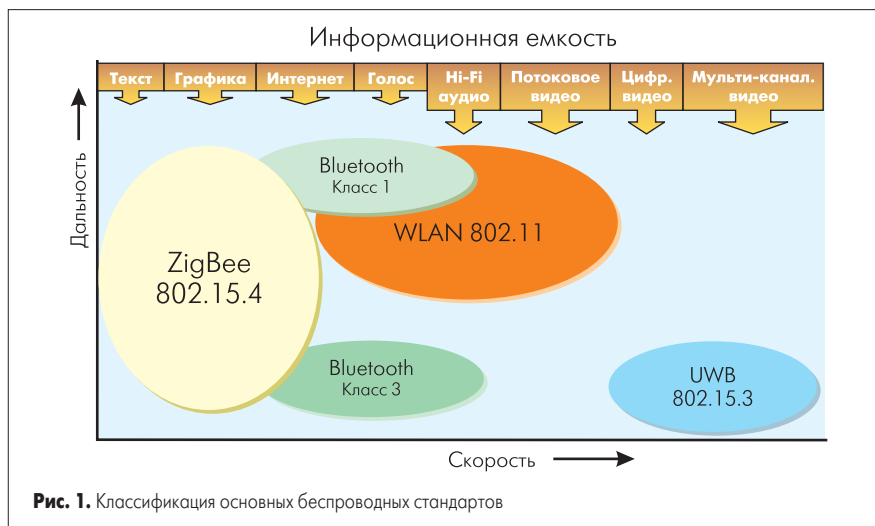 Информационная емкость
Текст
Графика
Интернет
Голос
Hi-Fi
аудио
Потоковое
видео
Цифр.
видео
Мульти-канал.
видео
Дальность
Bluetooth
Класс 1
WLAN 802.11
ZigBee
802.15.4
Bluetooth
Класс 3
UWB
802.15.3
Скорость
Рис. 1. Классификация основных беспроводных стандартов